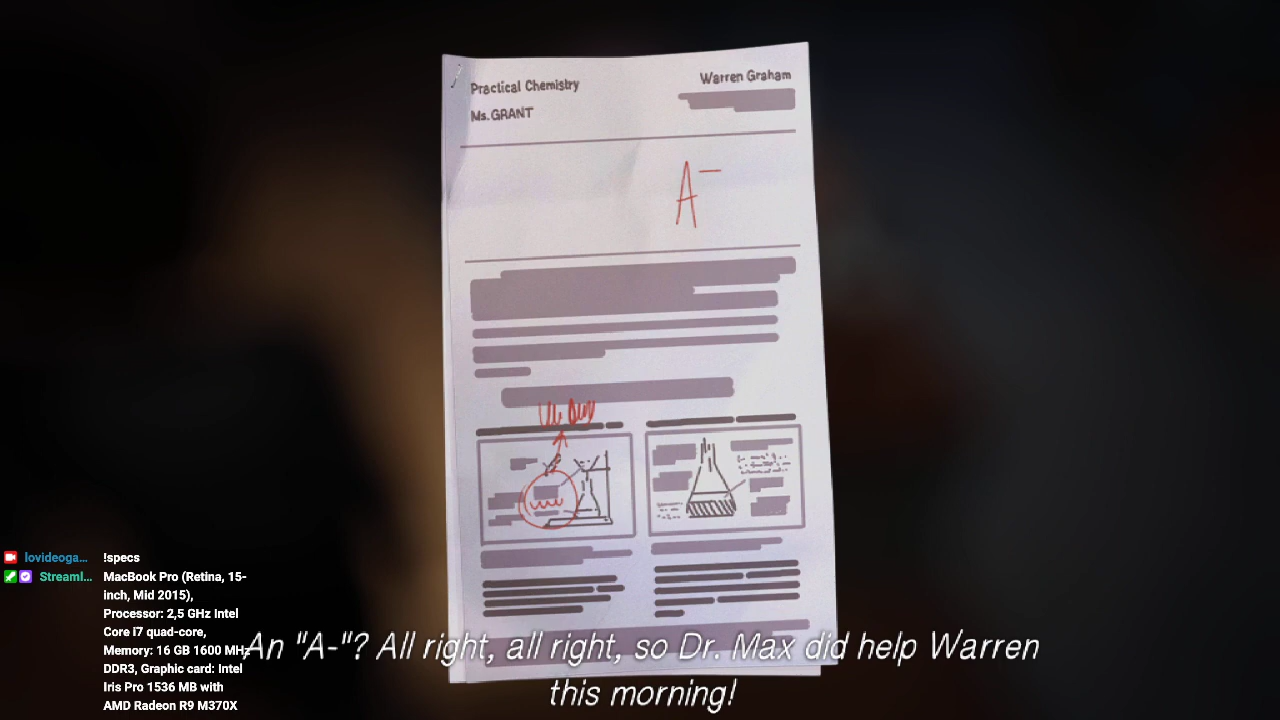 Practical Chemistry
Warren Graham
Ms. GRANT
A-
lovideoga... !specs
Streaml... MacBook Pro (Retina, 15-
inch, Mid 2015),
Processor: 2,5 GHz Intel
Core i7 quad-core,
Memory: 16 GB 1600 MHz
DDR3, Graphic card: Intel
Iris Pro 1536 MB with
AMD Radeon R9 M370X
An "A-"? All right, all right, so Dr. Max did help Warren
this morning!